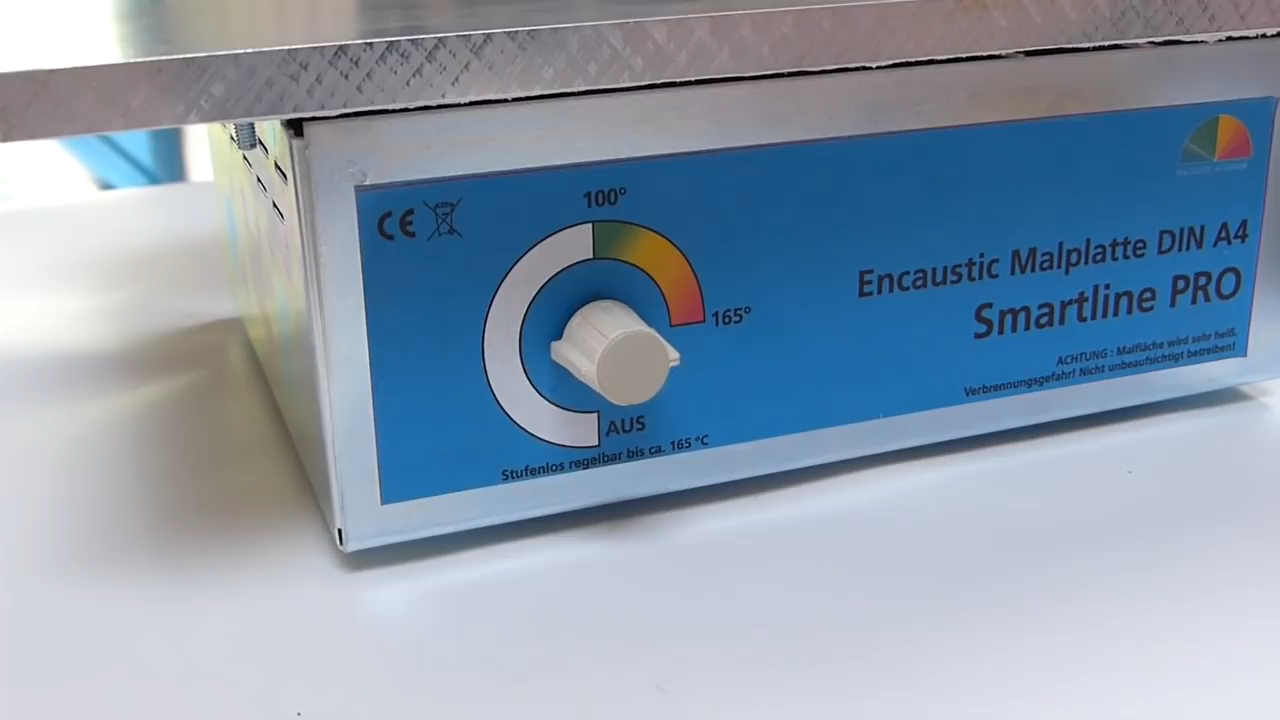 CE
100°
165°
AUS
Stufenlos regelbar bis ca. 165 °C
Encaustic Malplatte DIN A4
Smartline PRO
ACHTUNG : Malfläche wird sehr heiß.
Verbrennungsgefahr! Nicht unbeaufsichtigt betreiben!